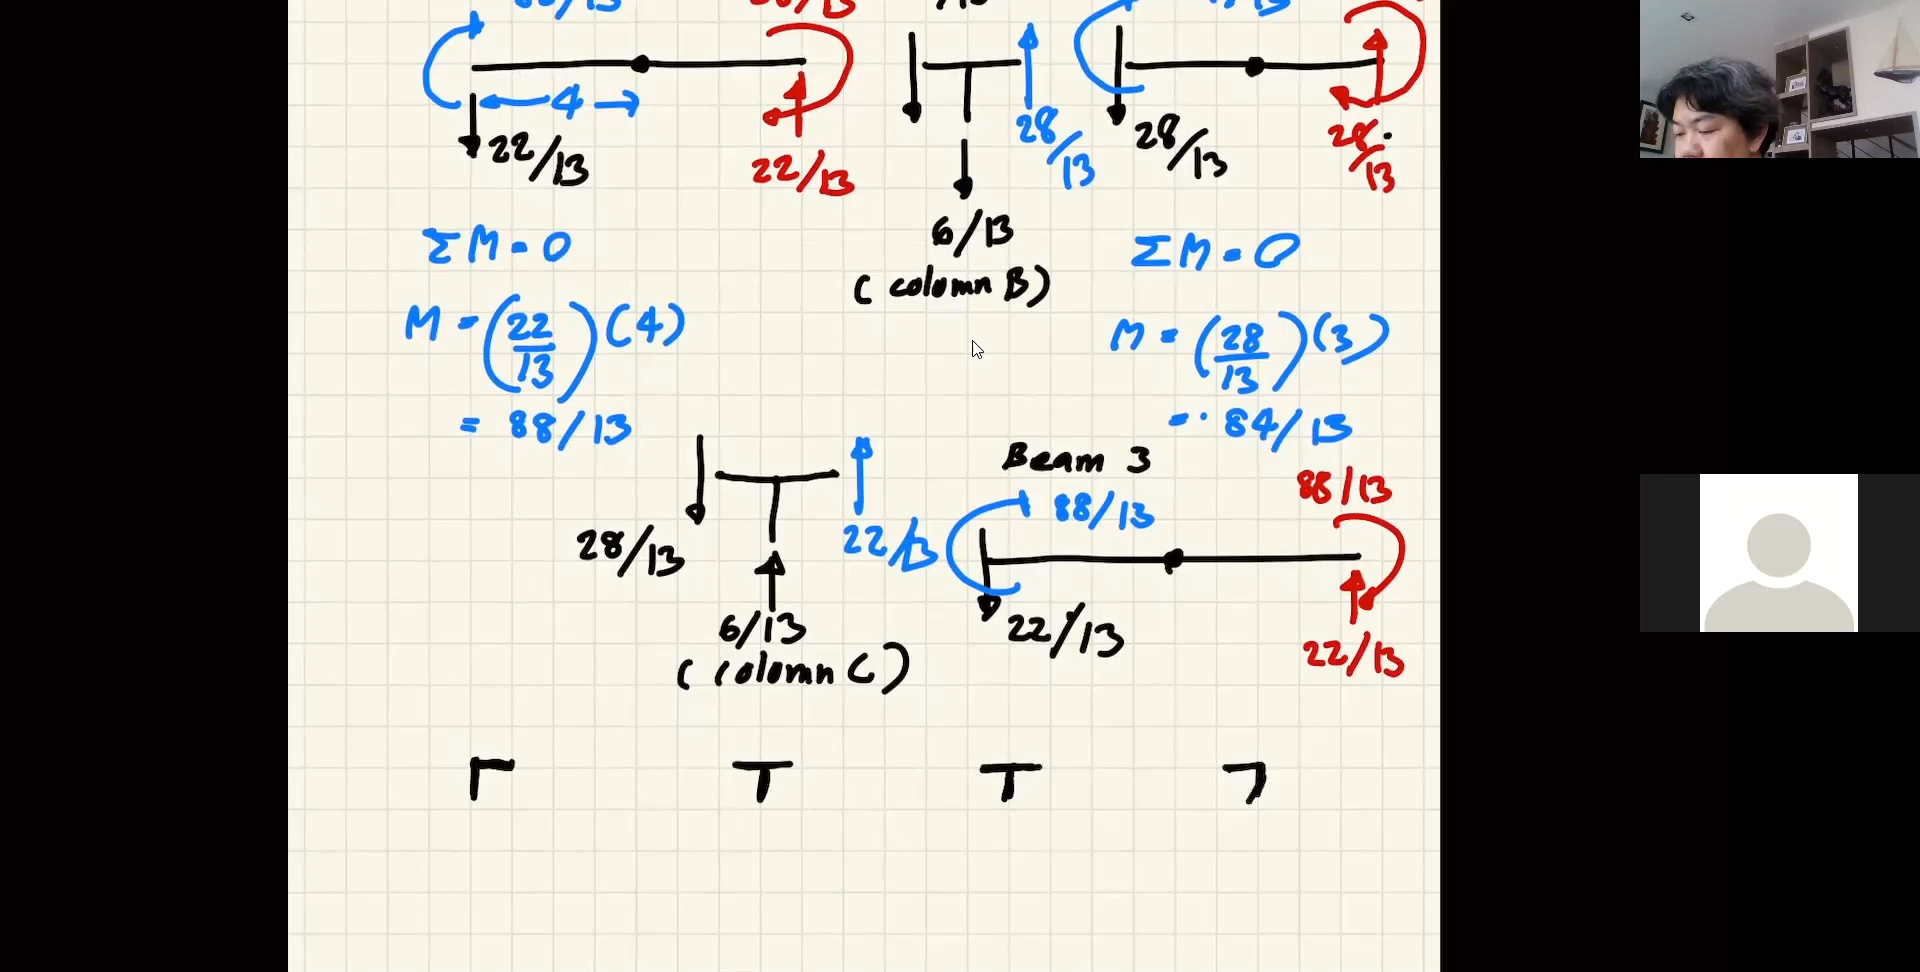 4
22/13
22/13
28/13
6/13
(column B)
28/13
28/13
ΣM=0
M=(22/13)(4)
= 88/13
ΣM=0
M=(28/13)(3)
= 84/13
28/13
22/13
6/13
(column C)
Beam 3
88/13
88/13
22/13
22/13